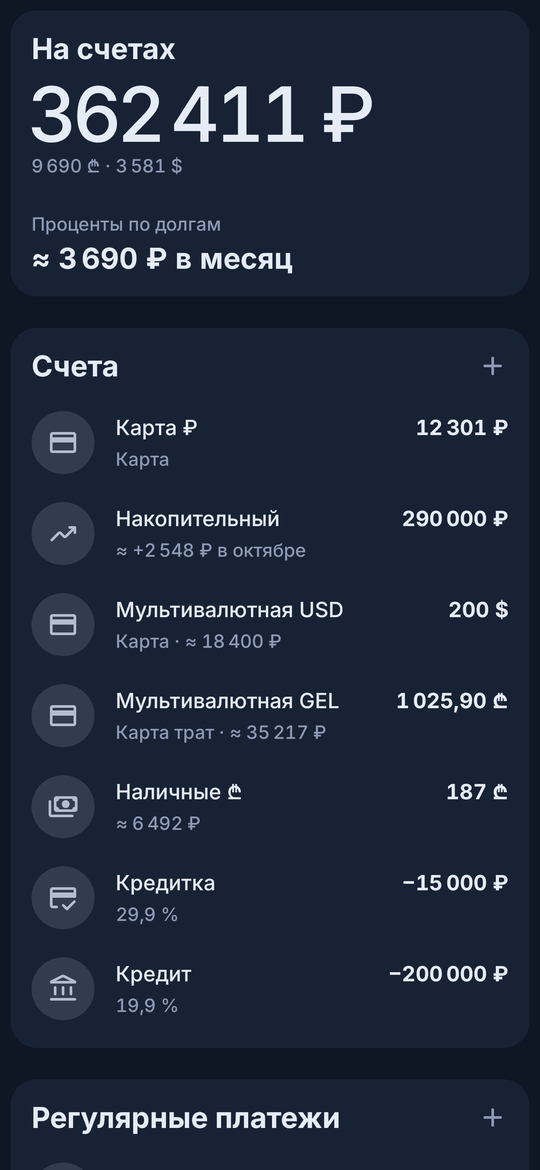 На счетах
362 411 ₽
9 690 ₾ · 3 581 $
Проценты по долгам
≈ 3 690 ₽ в месяц
Счета
Карта ₽
12 301 ₽
Карта
Накопительный
290 000 ₽
≈ +2 548 ₽ в октябре
Мультивалютная USD
200 $
Карта · ≈ 18 400 ₽
Мультивалютная GEL
1 025,90 ₾
Карта трат · ≈ 35 217 ₽
Наличные ₾
187 ₾
≈ 6 492 ₽
Кредитка
−15 000 ₽
29,9 %
Кредит
−200 000 ₽
19,9 %
Регулярные платежи